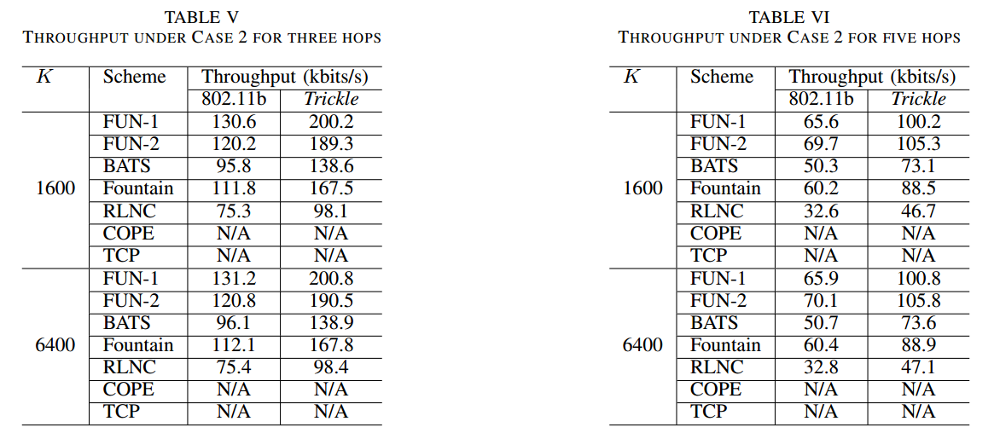 TABLE V
THROUGHPUT UNDER CASE 2 FOR THREE HOPS
K Scheme Throughput (kbits/s)
802.11b Trickle
FUN-1 130.6 200.2
FUN-2 120.2 189.3
BATS 95.8 138.6
1600 Fountain 111.8 167.5
RLNC 75.3 98.1
COPE N/A N/A
TCP N/A N/A
FUN-1 131.2 200.8
FUN-2 120.8 190.5
BATS 96.1 138.9
6400 Fountain 112.1 167.8
RLNC 75.4 98.4
COPE N/A N/A
TCP N/A N/A
TABLE VI
THROUGHPUT UNDER CASE 2 FOR FIVE HOPS
K Scheme Throughput (kbits/s)
802.11b Trickle
FUN-1 65.6 100.2
FUN-2 69.7 105.3
BATS 50.3 73.1
1600 Fountain 60.2 88.5
RLNC 32.6 46.7
COPE N/A N/A
TCP N/A N/A
FUN-1 65.9 100.8
FUN-2 70.1 105.8
BATS 50.7 73.6
6400 Fountain 60.4 88.9
RLNC 32.8 47.1
COPE N/A N/A
TCP N/A N/A